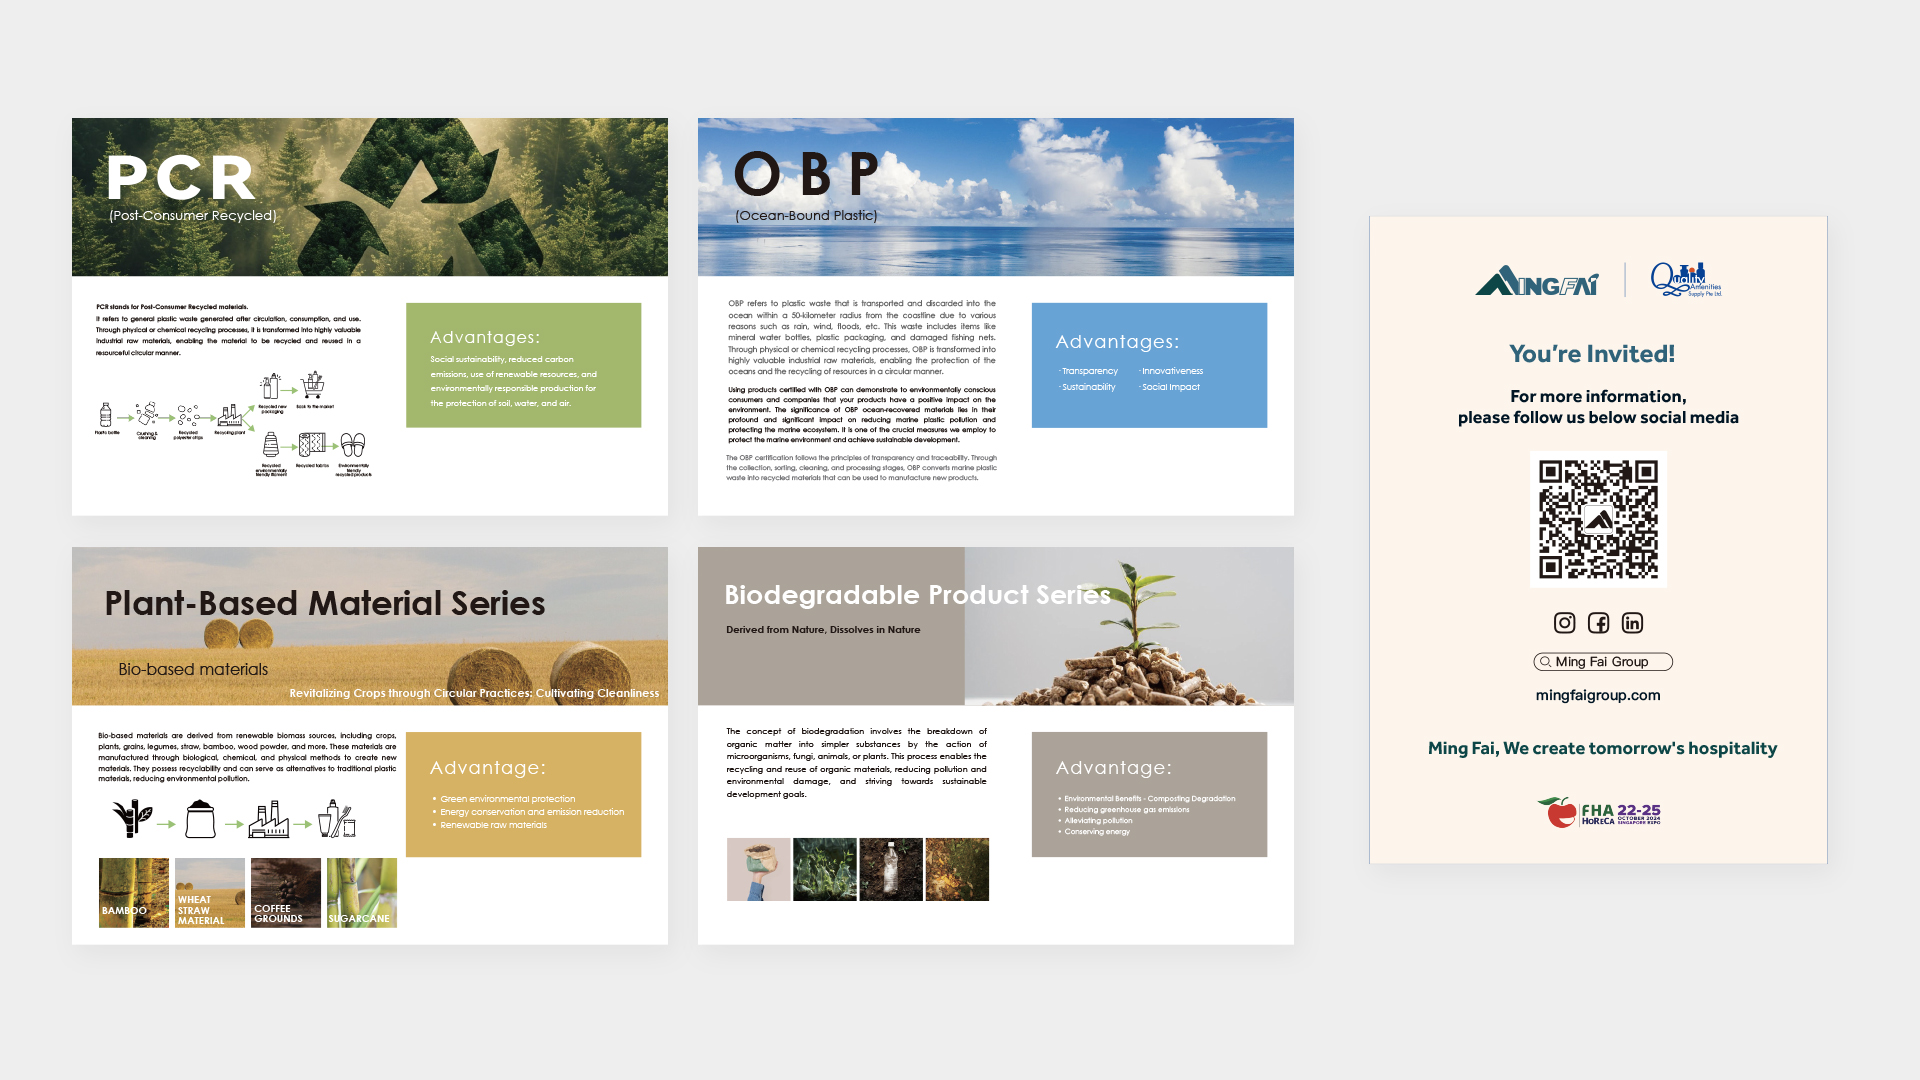 PCR
(Post-Consumer Recycled)
PCR stands for Post-Consumer Recycled materials.
It refers to general plastic waste generated after circulation, consumption, and use.
Through physical or chemical recycling processes, it is transformed into highly valuable
industrial raw materials, enabling the material to be recycled and reused in a
resourceful circular manner.
Plastic bottle
Crushing &
cleaning
Recycled
polyester chips
Recycling plant
Recycled new
packaging
Back to the market
Recycled
environmentally
friendly filament
Recycled fabrics
Environmentally
friendly
recycled products
Advantages:
Social sustainability, reduced carbon
emissions, use of renewable resources, and
environmentally responsible production for
the protection of soil, water, and air.
OBP
(Ocean-Bound Plastic)
OBP refers to plastic waste that is transported and discarded into the
ocean within a 50-kilometer radius from the coastline due to various
reasons such as rain, wind, floods, etc. This waste includes items like
mineral water bottles, plastic packaging, and damaged fishing nets.
Through physical or chemical recycling processes, OBP is transformed into
highly valuable industrial raw materials, enabling the protection of the
oceans and the recycling of resources in a circular manner.
Using products certified with OBP can demonstrate to environmentally conscious
consumers and companies that your products have a positive impact on the
environment. The significance of OBP ocean-recovered materials lies in their
profound and significant impact on reducing marine plastic pollution and
protecting the marine ecosystem. It is one of the crucial measures we employ to
protect the marine environment and achieve sustainable development.
The OBP certification follows the principles of transparency and traceability. Through
the collection, sorting, cleaning, and processing stages, OBP converts marine plastic
waste into recycled materials that can be used to manufacture new products.
Advantages:
·Transparency ·Innovativeness
·Sustainability ·Social Impact
Plant-Based Material Series
Bio-based materials
Revitalizing Crops through Circular Practices: Cultivating Cleanliness
Bio-based materials are derived from renewable biomass sources, including crops,
plants, grains, legumes, straw, bamboo, wood powder, and more. These materials are
manufactured through biological, chemical, and physical methods to create new
materials. They possess recyclability and can serve as alternatives to traditional plastic
materials, reducing environmental pollution.
BAMBOO
WHEAT
STRAW
MATERIAL
COFFEE
GROUNDS
SUGARCANE
Advantage:
• Green environmental protection
• Energy conservation and emission reduction
• Renewable raw materials
Biodegradable Product Series
Derived from Nature, Dissolves in Nature
The concept of biodegradation involves the breakdown of
organic matter into simpler substances by the action of
microorganisms, fungi, animals, or plants. This process enables the
recycling and reuse of organic materials, reducing pollution and
environmental damage, and striving towards sustainable
development goals.
Advantage:
• Environmental Benefits - Composting Degradation
• Reducing greenhouse gas emissions
• Alleviating pollution
• Conserving energy
MINGFAI
Quality
Amenities
Supply Pte Ltd.
You're Invited!
For more information,
please follow us below social media
Ming Fai Group
mingfaigroup.com
Ming Fai, We create tomorrow's hospitality
FHA 22-25
HoReCa OCTOBER 2024
SINGAPORE EXPO